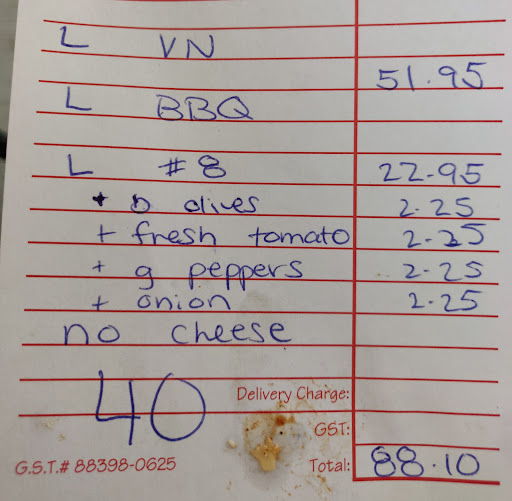 L VN
51.95
L BBQ
L #8 22.95
+ b olives 2.25
+ fresh tomato 2.25
+ g peppers 2.25
+ onion 2.25
no cheese
40
Delivery Charge:
GST:
G.S.T.# 88398-0625 Total: 88.10